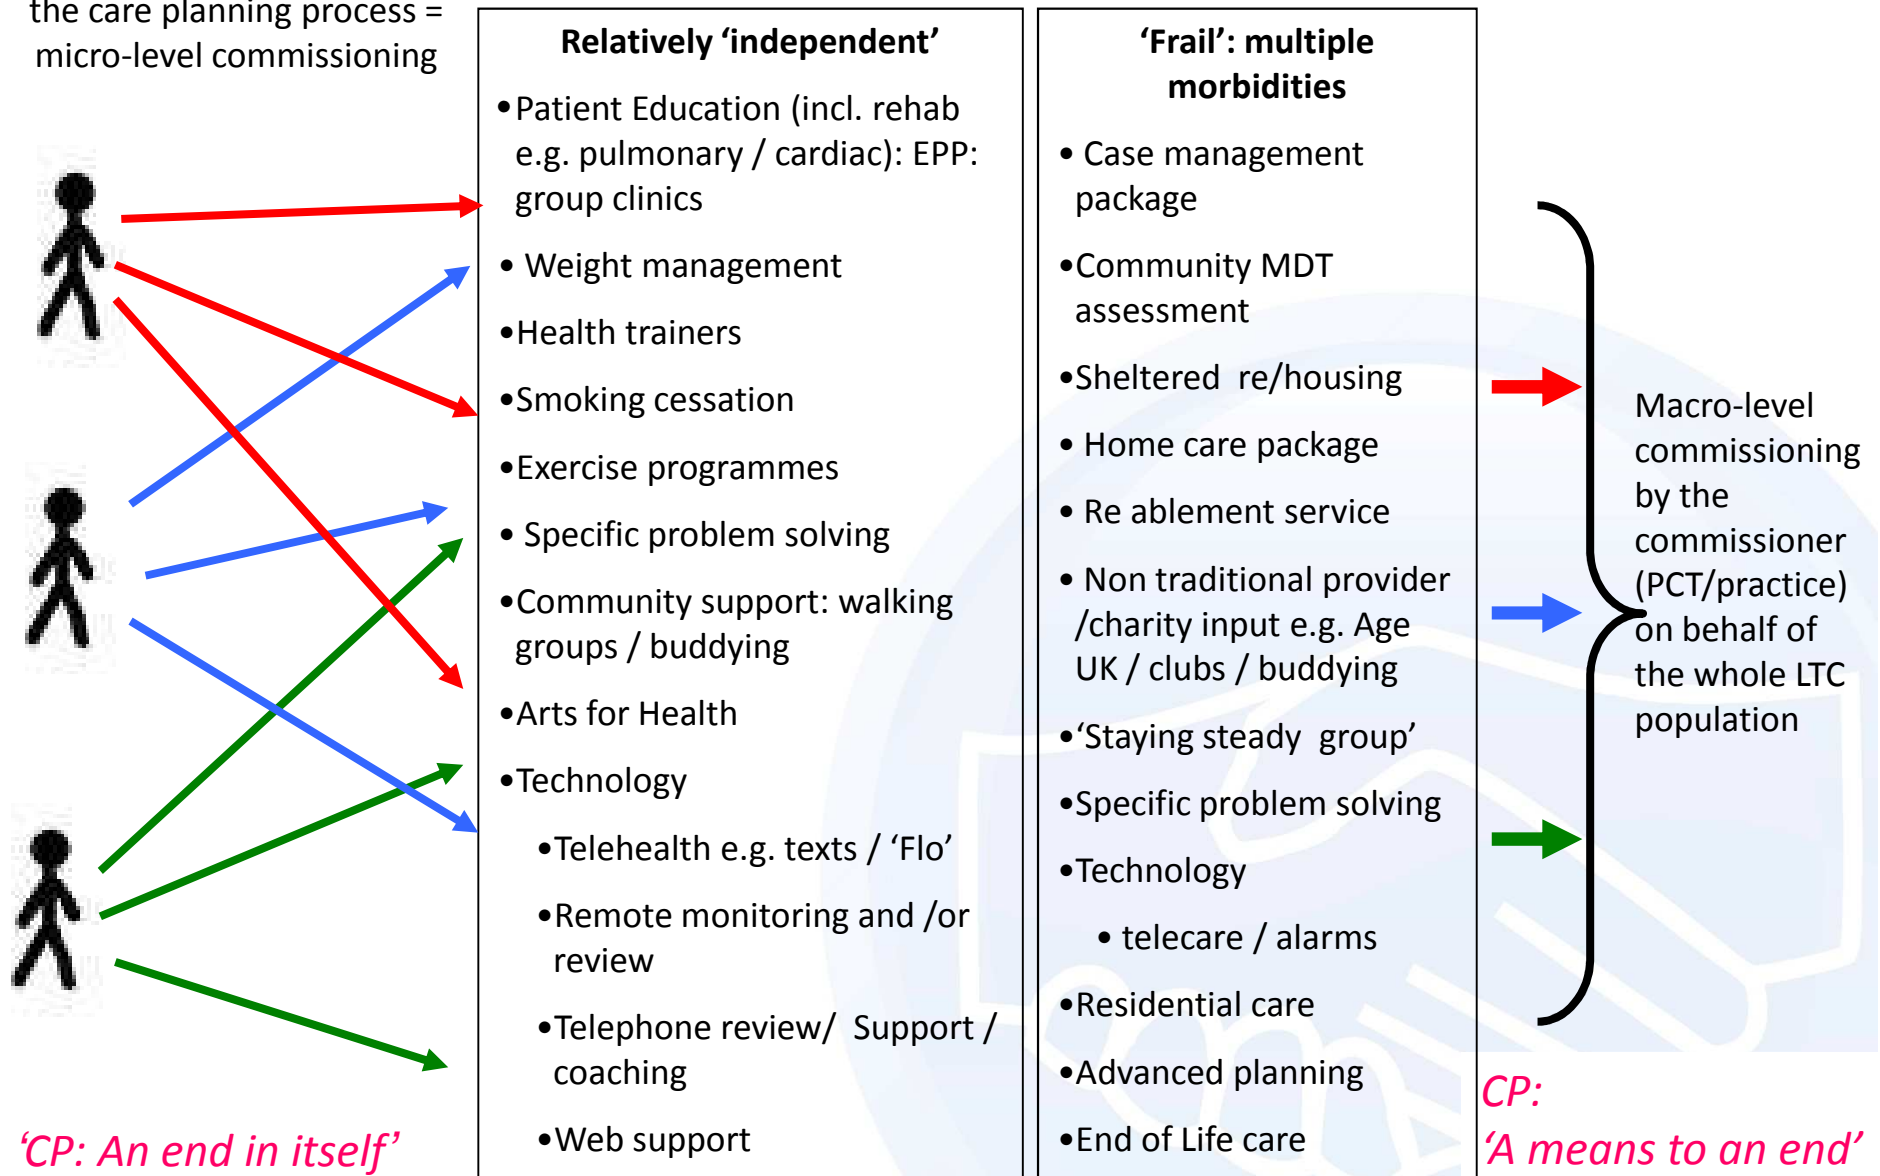 the care planning process =
micro-level commissioning
Relatively ‘independent’
•Patient Education (incl. rehab
e.g. pulmonary / cardiac): EPP:
group clinics
• Weight management
•Health trainers
•Smoking cessation
•Exercise programmes
• Specific problem solving
•Community support: walking
groups / buddying
•Arts for Health
•Technology
•Telehealth e.g. texts / ‘Flo’
•Remote monitoring and /or
review
•Telephone review/ Support /
coaching
•Web support
‘Frail’: multiple
morbidities
• Case management
package
•Community MDT
assessment
•Sheltered re/housing
• Home care package
• Re ablement service
• Non traditional provider
/charity input e.g. Age
UK / clubs / buddying
•‘Staying steady group’
•Specific problem solving
•Technology
• telecare / alarms
•Residential care
•Advanced planning
•End of Life care
Macro-level
commissioning
by the
commissioner
(PCT/practice)
on behalf of
the whole LTC
population
‘CP: An end in itself’
CP:
‘A means to an end’